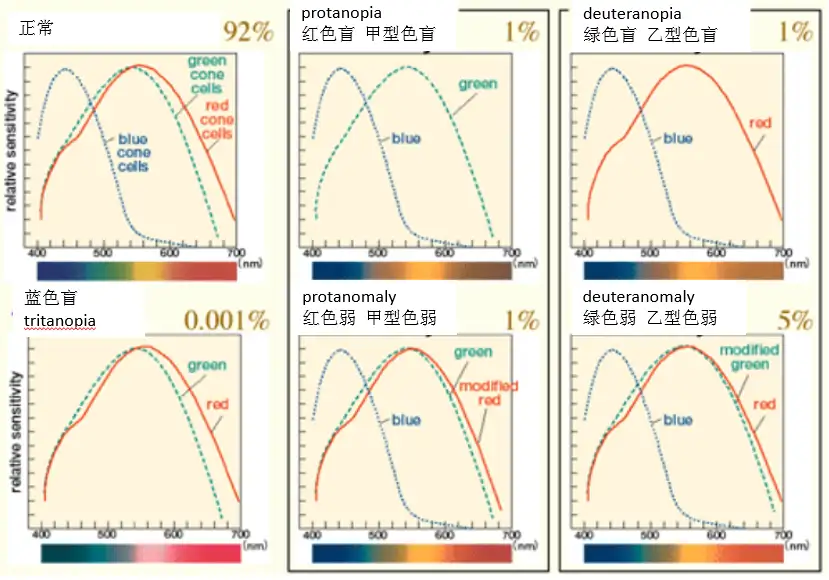 正常 92%
green
cone
cells
red
cone
cells
blue
cone
cells
relative sensitivity
400 500 600 700
(nm)
protanopia
红色盲 甲型色盲 1%
green
blue
400 500 600 700
(nm)
deuteranopia
绿色盲 乙型色盲 1%
blue
red
400 500 600 700
(nm)
蓝色盲
tritanopia 0.001%
green
red
relative sensitivity
400 500 600 700
(nm)
protanomaly
红色弱 甲型色弱 1%
green
modified
red
blue
400 500 600 700
(nm)
deuteranomaly
绿色弱 乙型色弱 5%
modified
green
blue
red
400 500 600 700
(nm)